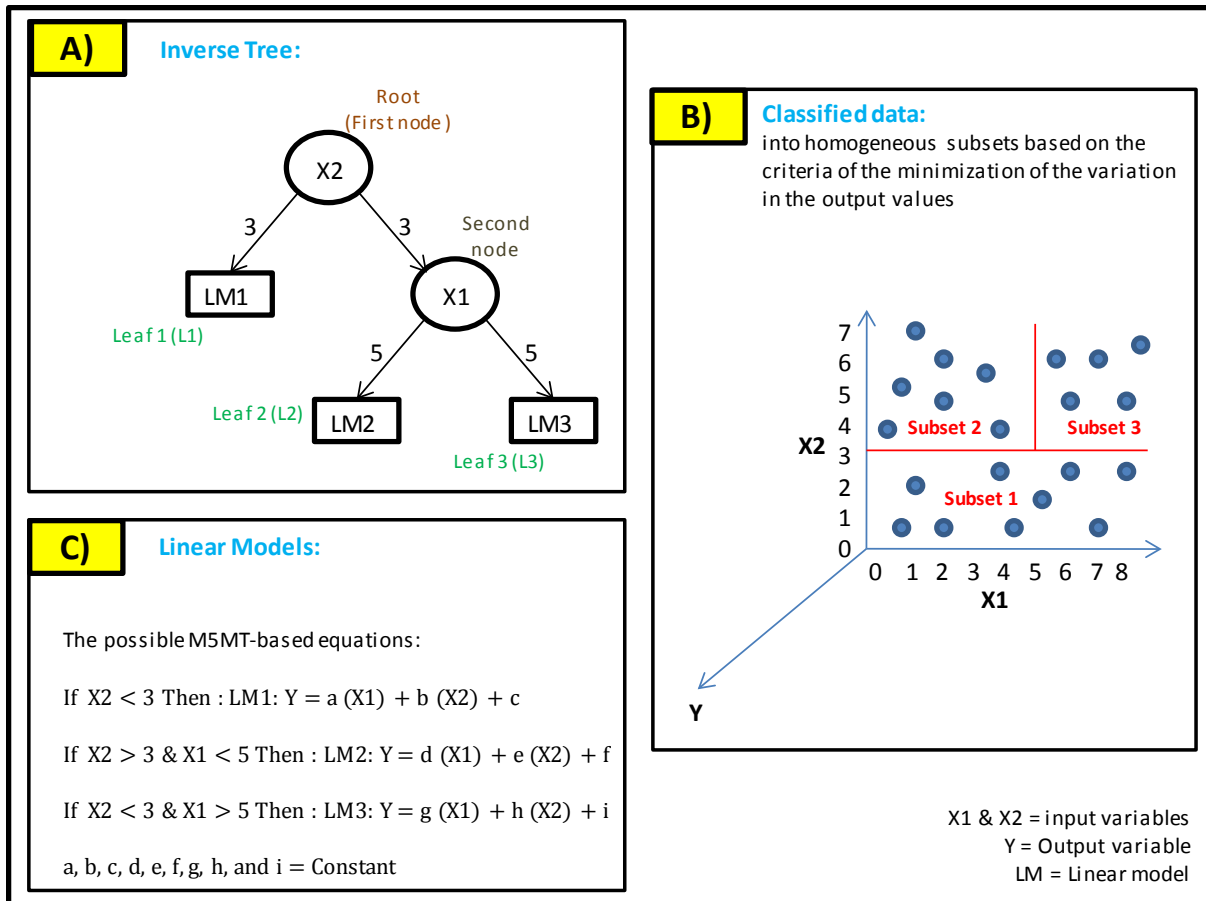 A)
Inverse Tree:
Root
(First node )
X2
3
3
Second
node
LM1
X1
Leaf 1 (L1)
5
5
Leaf 2 (L2)
LM2
LM3
Leaf 3 (L3)
B)
Classified data:
into homogeneous subsets based on the
criteria of the minimization of the variation
in the output values
7
6
5
4
3
2
1
0
X2
Subset 2
Subset 3
Subset 1
0 1 2 3 4 5 6 7 8
X1
Y
C)
Linear Models:
The possible M5MT-based equations:
If X2 < 3 Then : LM1: Y = a (X1) + b (X2) + c
If X2 > 3 & X1 < 5 Then : LM2: Y = d (X1) + e (X2) + f
If X2 < 3 & X1 > 5 Then : LM3: Y = g (X1) + h (X2) + i
a, b, c, d, e, f, g, h, and i = Constant
X1 & X2 = input variables
Y = Output variable
LM = Linear model